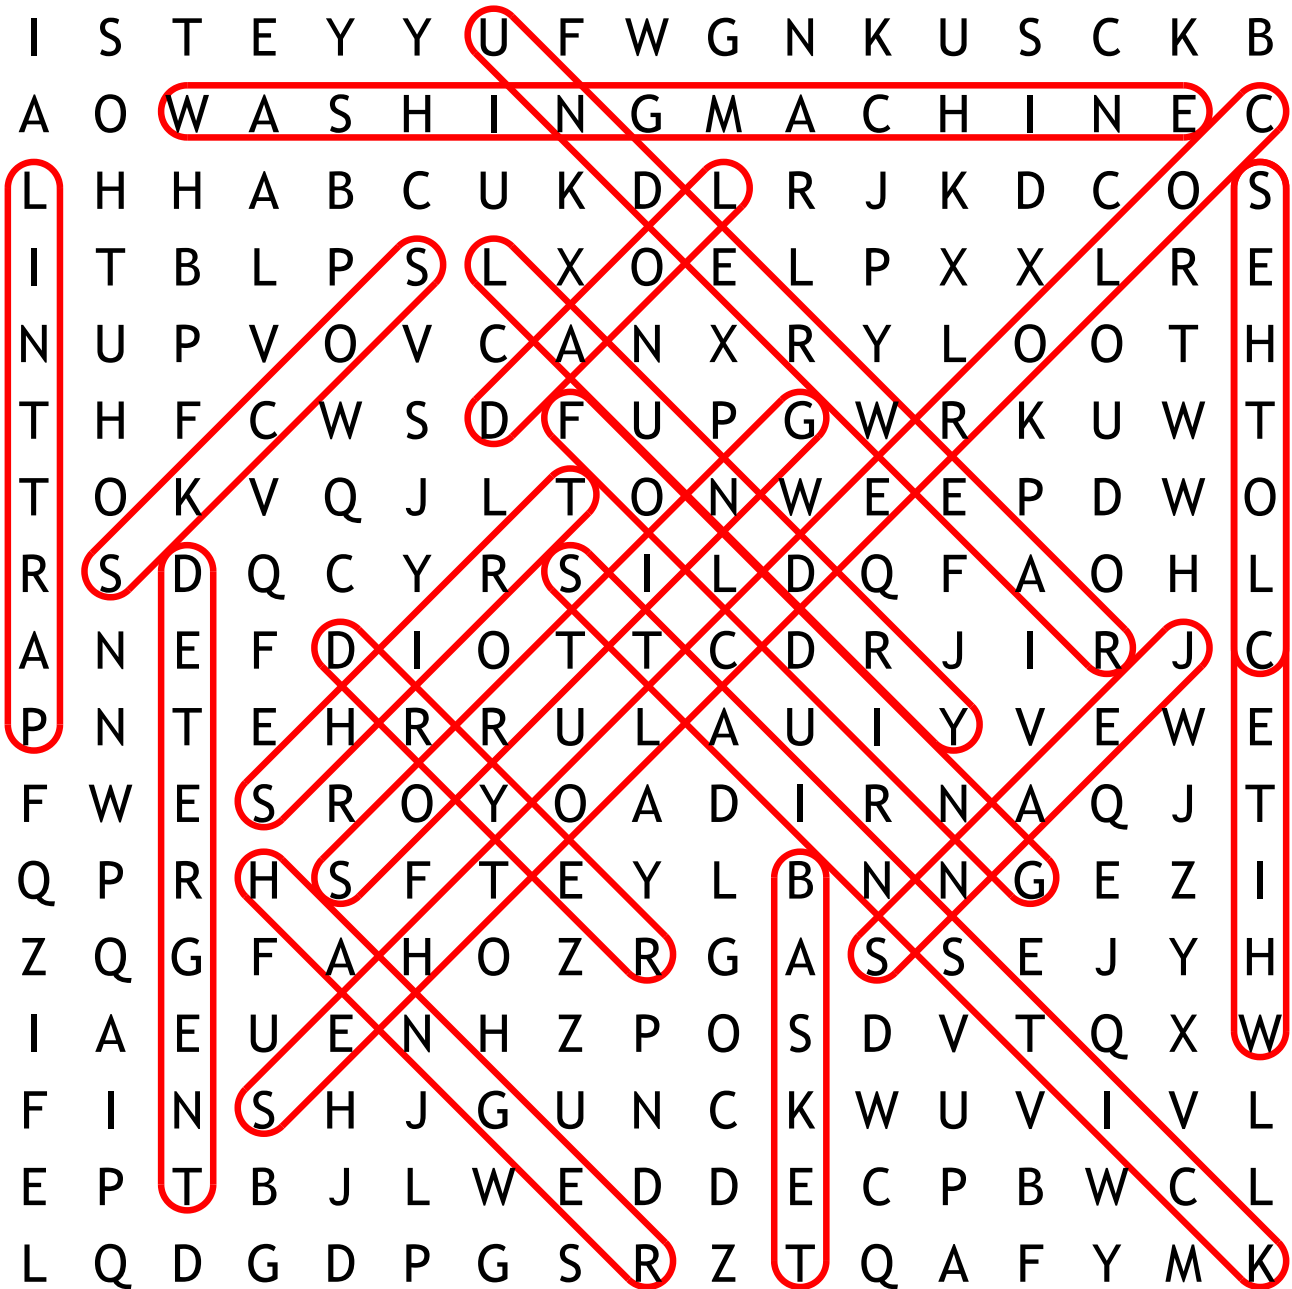 I S T E Y Y U F W G N K U S C K B
A O W A S H I N G M A C H I N E C
L H H A B C U K D L R J K D C O S
I T B L P S L X O E L P X X L R E
N U P V O V C A N X R Y L O O T H
T H F C W S D F U P G W R K U W T
T O K V Q J L T O N W E E P D W O
R S D Q C Y R S I L D Q F A O H L
A N E F D I O T T C D R J I R J C
P N T E H R R U L A U I Y V E W E
F W E S R O Y O A D I R N A Q J T
Q P R H S F T E Y L B N N G E Z I
Z Q G F A H O Z R G A S S E J Y H
I A E U E N H Z P O S D V T Q X W
F I N S H J G U N C K W U V I V L
E P T B J L W E D D E C P B W C L
L Q D G D P G S R Z T Q A F Y M K